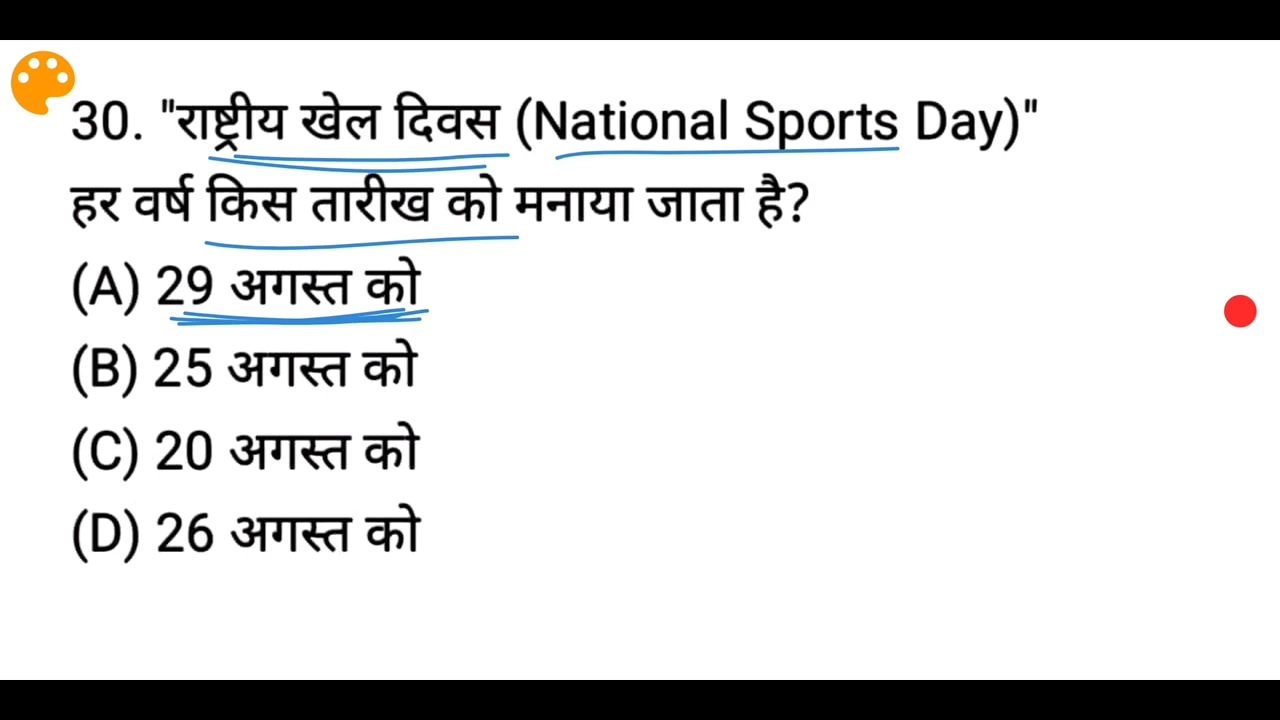 30. "राष्ट्रीय खेल दिवस (National Sports Day)"
हर वर्ष किस तारीख को मनाया जाता है?
(A) 29 अगस्त को
(B) 25 अगस्त को
(C) 20 अगस्त को
(D) 26 अगस्त को